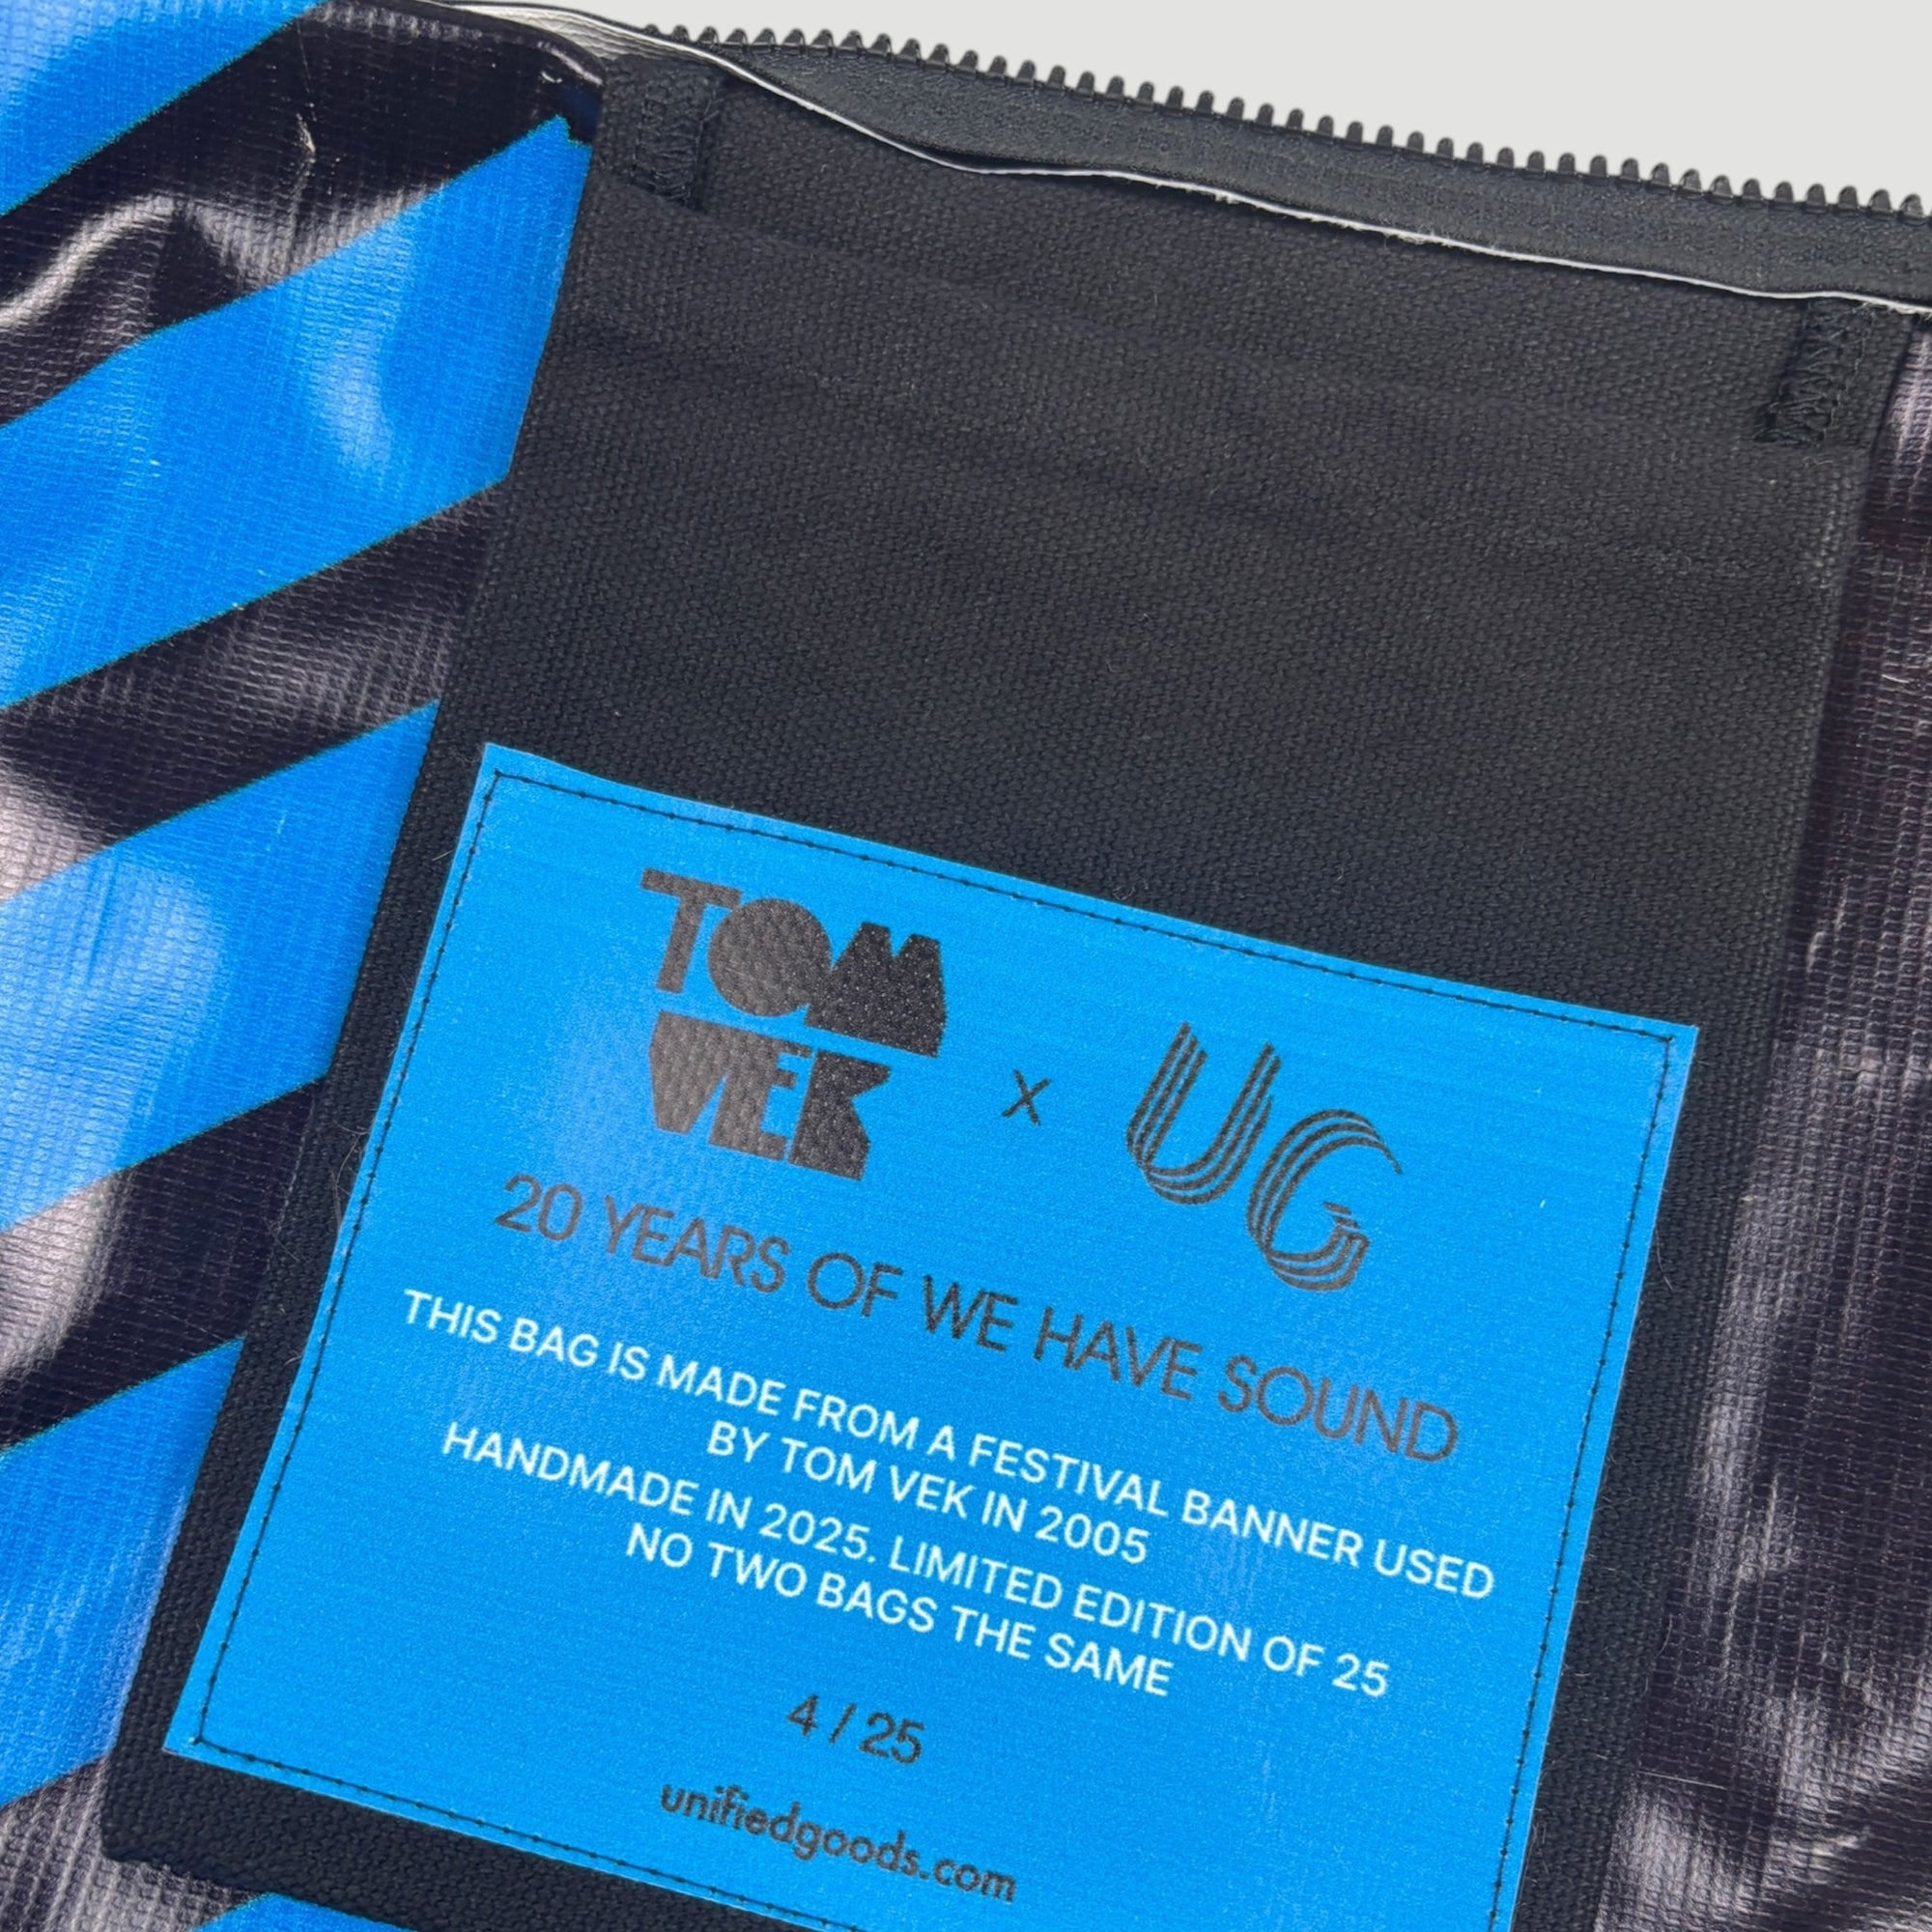 TOM
VEK
x
UG
20 YEARS OF WE HAVE SOUND
THIS BAG IS MADE FROM A FESTIVAL BANNER USED
BY TOM VEK IN 2005
HANDMADE IN 2025. LIMITED EDITION OF 25
NO TWO BAGS THE SAME
4 / 25
unifiedgoods.com